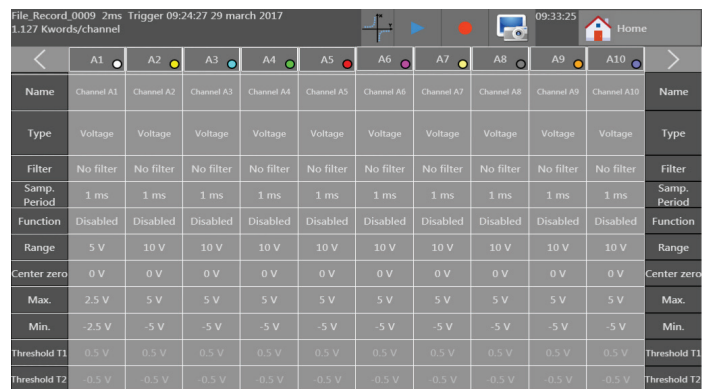 File_Record_0009 2ms Trigger 09:24:27 29 mar ch 2017
1.127 Kwords/channel
09:33:25
Home
A1 A2 A3 A4 A5 A6 A7 A8 A9 A10
Name Channel A1 Channel A2 Channel A3 Channel A4 Channel A5 Channel A6 Channel A7 Channel A8 Channel A9 Channel A10 Name
Type Voltage Voltage Voltage Voltage Voltage Voltage Voltage Voltage Voltage Voltage Type
Filter No filter No filter No filter No filter No filter No filter No filter No filter No filter No filter Filter
Samp. Period 1 ms 1 ms 1 ms 1 ms 1 ms 1 ms 1 ms 1 ms 1 ms 1 ms Samp. Period
Function Disabled Disabled Disabled Disabled Disabled Disabled Disabled Disabled Disabled Disabled Function
Range 5 V 10 V 10 V 10 V 10 V 10 V 10 V 10 V 10 V 10 V Range
Center zero 0 V 0 V 0 V 0 V 0 V 0 V 0 V 0 V 0 V 0 V Center zero
Max. 2.5 V 5 V 5 V 5 V 5 V 5 V 5 V 5 V 5 V 5 V Max.
Min. -2.5 V -5 V -5 V -5 V -5 V -5 V -5 V -5 V -5 V -5 V Min.
Threshold T1 0.5 V 0.5 V 0.5 V 0.5 V 0.5 V 0.5 V 0.5 V 0.5 V 0.5 V 0.5 V Threshold T1
Threshold T2 -0.5 V -0.5 V -0.5 V -0.5 V -0.5 V -0.5 V -0.5 V -0.5 V -0.5 V -0.5 V Threshold T2